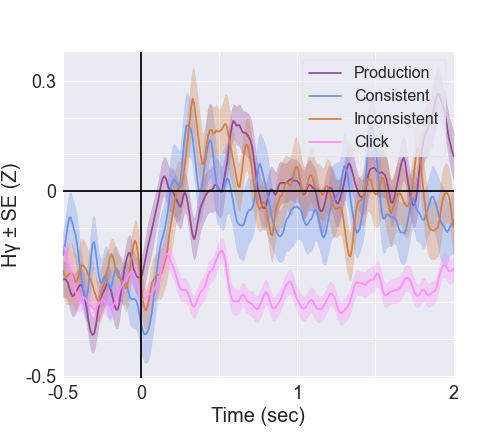 Production
Consistent
Inconsistent
Click
Hγ ± SE (Z)
0.3
0
-0.5
-0.5
0
1
2
Time (sec)